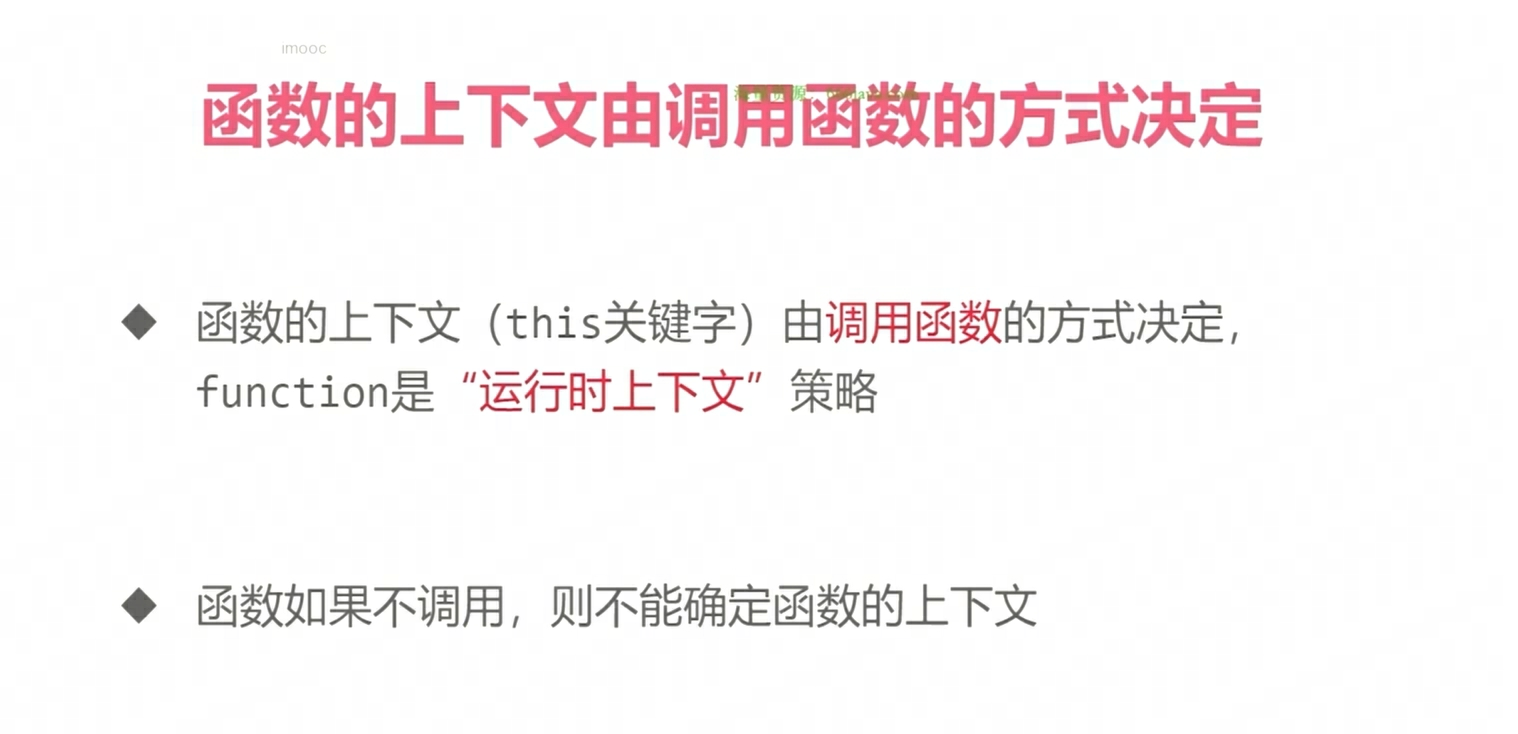 imooc
函数的上下文由调用函数的方式决定
◆ 函数的上下文（this关键字）由调用函数的方式决定，
function是“运行时上下文”策略
◆ 函数如果不调用，则不能确定函数的上下文